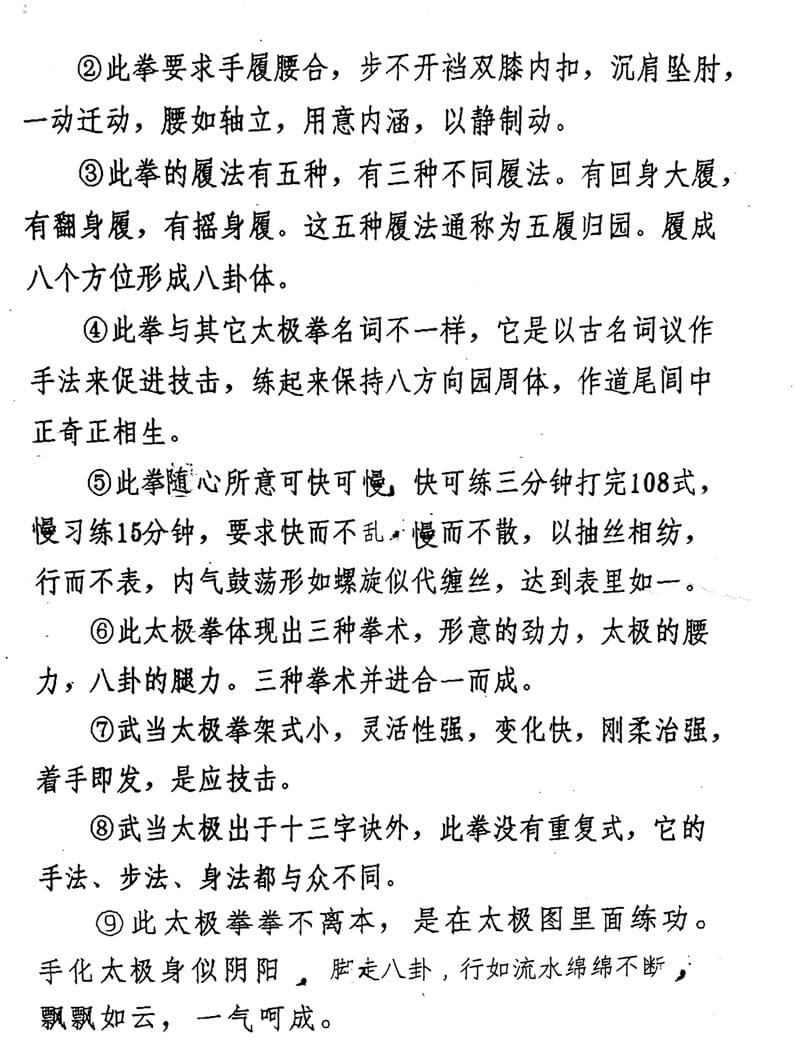 ②此拳要求手履腰合，步不开裆双膝内扣，沉肩坠肘，
一动迁动，腰如轴立，用意内涵，以静制动。
③此拳的履法有五种，有三种不同履法。有回身大履，
有翻身履，有摇身履。这五种履法通称为五履归园。履成
八个方位形成八卦体。
④此拳与其它太极拳名词不一样，它是以古名词议作
手法来促进技击，练起来保持八方向园周体，作道尾闾中
正奇正相生。
⑤此拳随心所意可快可慢，快可练三分钟打完108式，
慢习练15分钟，要求快而不乱，慢而不散，以抽丝相纺，
行而不表，内气鼓荡形如螺旋似代缠丝，达到表里如一。
⑥此太极拳体现出三种拳术，形意的劲力，太极的腰
力，八卦的腿力。三种拳术并进合一而成。
⑦武当太极拳架式小，灵活性强，变化快，刚柔治强，
着手即发，是应技击。
⑧武当太极出于十三字诀外，此拳没有重复式，它的
手法、步法、身法都与众不同。
⑨此太极拳拳不离本，是在太极图里面练功。
手化太极身似阴阳，脚走八卦，行如流水绵绵不断，
飘飘如云，一气呵成。